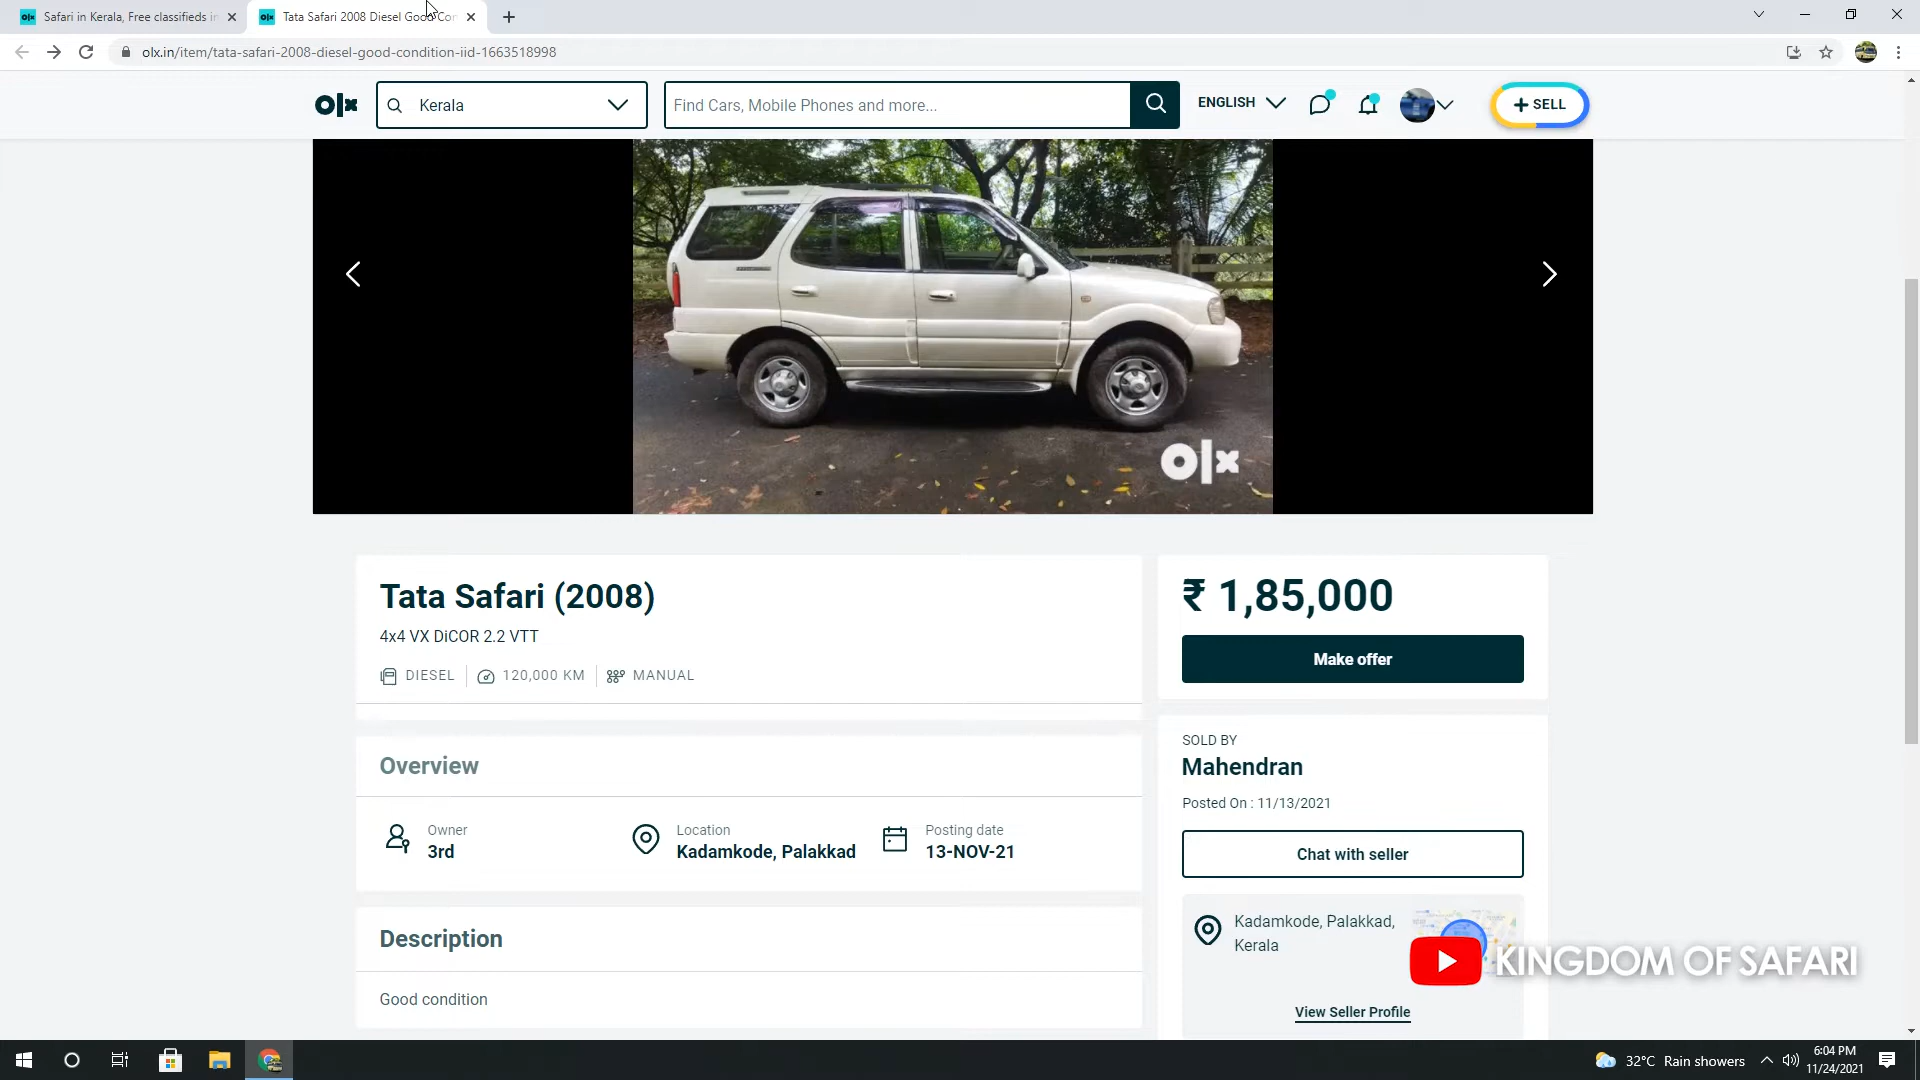 Safari in Kerala, Free classifieds in
Tata Safari 2008 Diesel Good Con
olx.in/item/tata-safari-2008-diesel-good-condition-iid-1663518998
olx
Kerala
Find Cars, Mobile Phones and more...
ENGLISH
+ SELL
olx
Tata Safari (2008)
4x4 VX DiCOR 2.2 VTT
DIESEL
120,000 KM
MANUAL
₹ 1,85,000
Make offer
Overview
Owner
3rd
Location
Kadamkode, Palakkad
Posting date
13-NOV-21
SOLD BY
Mahendran
Posted On : 11/13/2021
Chat with seller
Description
Good condition
Kadamkode, Palakkad,
Kerala
View Seller Profile
KINGDOM OF SAFARI
32°C Rain showers
6:04 PM
11/24/2021